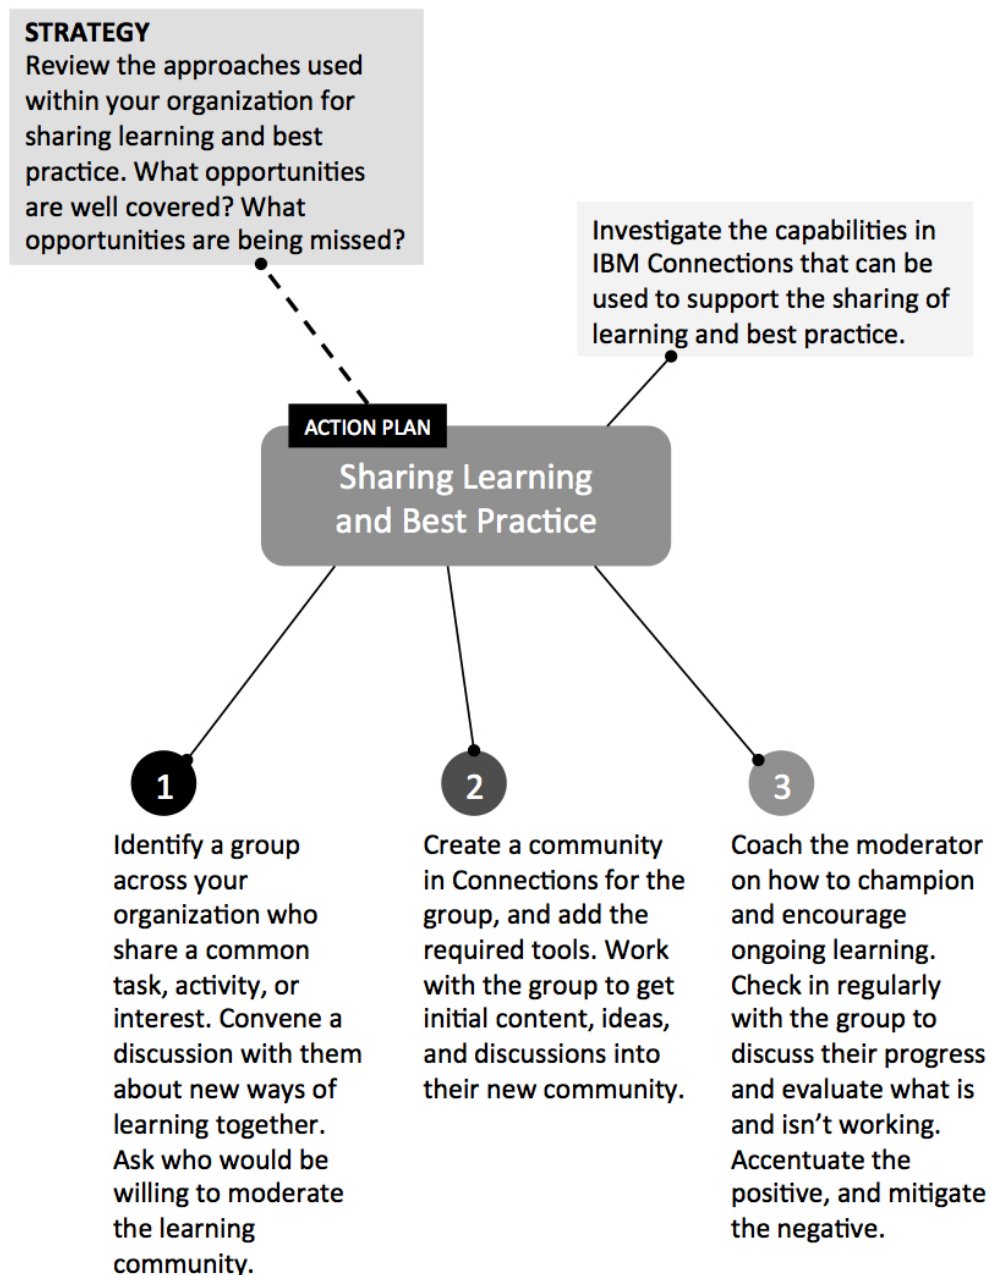 STRATEGY
Review the approaches used
within your organization for
sharing learning and best
practice. What opportunities
are well covered? What
opportunities are being missed?
Investigate the capabilities in
IBM Connections that can be
used to support the sharing of
learning and best practice.
ACTION PLAN
Sharing Learning
and Best Practice
1
Identify a group
across your
organization who
share a common
task, activity, or
interest. Convene a
discussion with them
about new ways of
learning together.
Ask who would be
willing to moderate
the learning
community.
2
Create a community
in Connections for the
group, and add the
required tools. Work
with the group to get
initial content, ideas,
and discussions into
their new community.
3
Coach the moderator
on how to champion
and encourage
ongoing learning.
Check in regularly
with the group to
discuss their progress
and evaluate what is
and isn’t working.
Accentuate the
positive, and mitigate
the negative.